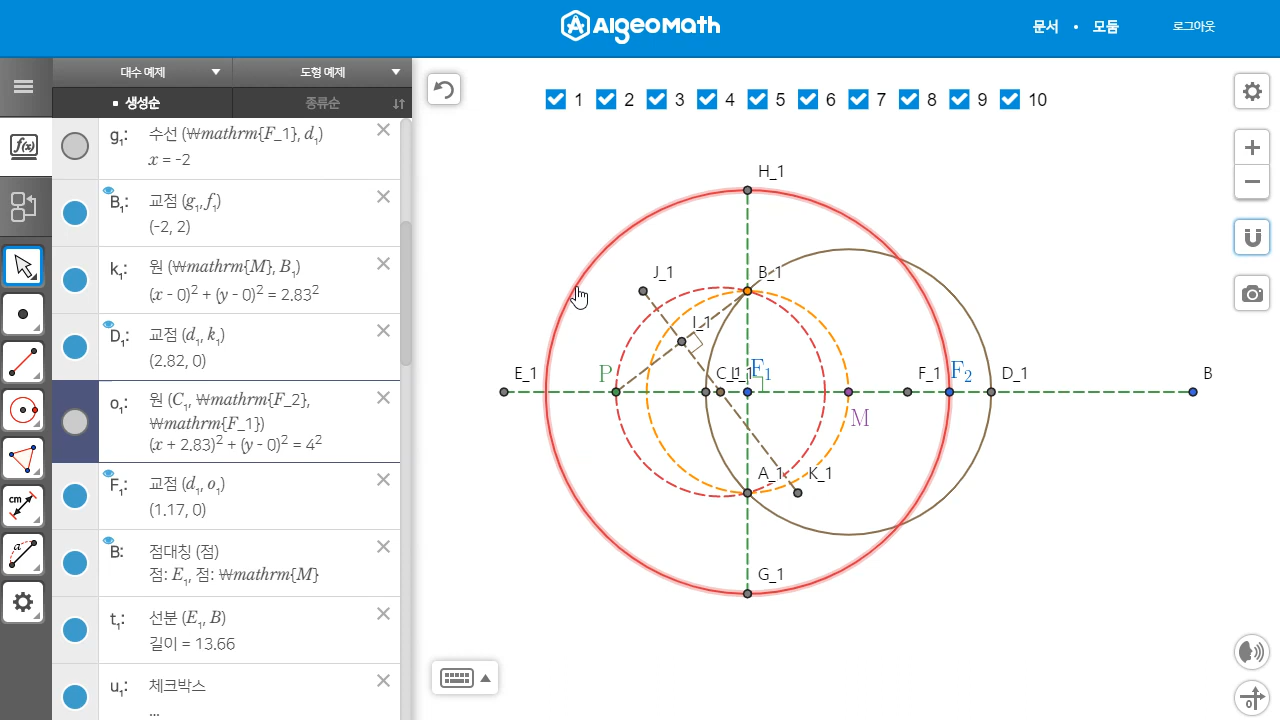 AlgeoMath
문서 • 모둠
로그아웃
대수 예제
도형 예제
▪ 생성순
종류순
g₁: 수선 (₩mathrm{F_1}, d₁)
x = -2
B₁: 교점 (g₁, f₁)
(-2, 2)
k₁: 원 (₩mathrm{M}, B₁)
(x - 0)² + (y - 0)² = 2.83²
D₁: 교점 (d₁, k₁)
(2.82, 0)
o₁: 원 (C₁, ₩mathrm{F_2},
₩mathrm{F_1})
(x + 2.83)² + (y - 0)² = 4²
F₁: 교점 (d₁, o₁)
(1.17, 0)
B: 점대칭 (점)
점: E₁, 점: ₩mathrm{M}
t₁: 선분 (E₁, B)
길이 = 13.66
u₁: 체크박스
...
f(x)
cm
a
1 2 3 4 5 6 7 8 9 10
H_1
J_1
B_1
I_1
E_1
P
F₁
F_1
F₂
D_1
B
M
A_1
K_1
G_1
0